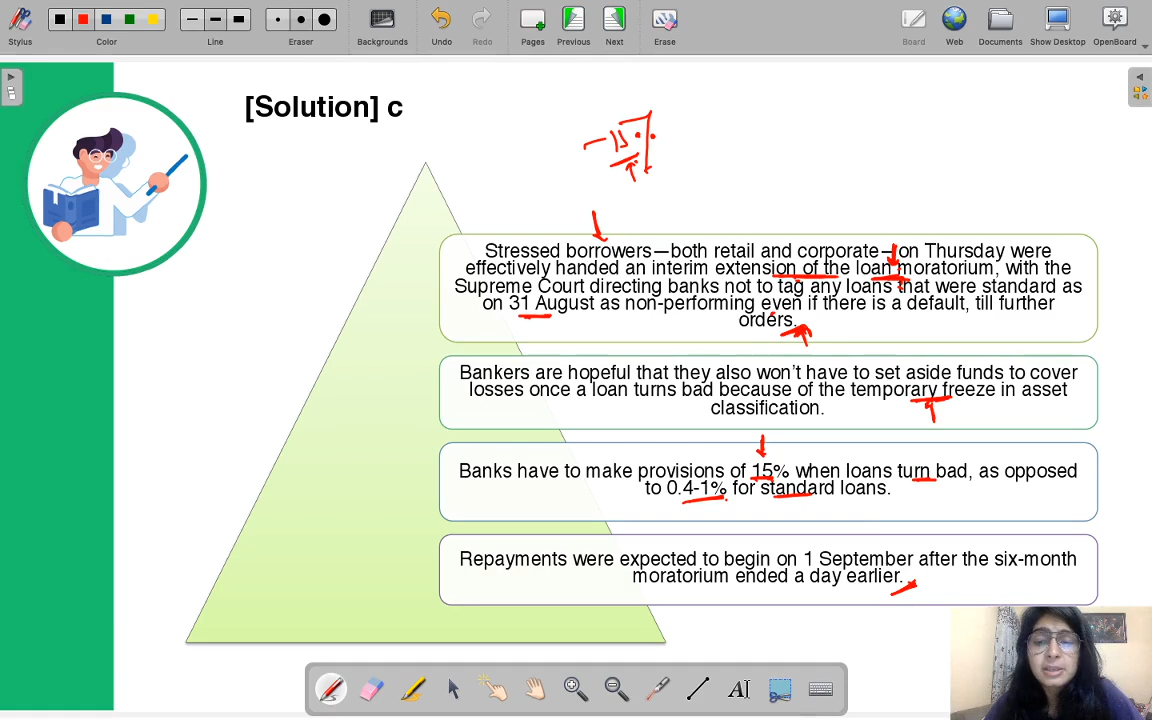 Stylus
Color
Line
Eraser
Backgrounds
Undo
Redo
Pages
Previous
Next
Erase
Board
Web
Documents
Show Desktop
OpenBoard
[Solution] c
15
Stressed borrowers—both retail and corporate—on Thursday were
effectively handed an interim extension of the loan moratorium, with the
Supreme Court directing banks not to tag any loans that were standard as
on 31 August as non-performing even if there is a default, till further
orders.
Bankers are hopeful that they also won't have to set aside funds to cover
losses once a loan turns bad because of the temporary freeze in asset
classification.
Banks have to make provisions of 15% when loans turn bad, as opposed
to 0.4-1% for standard loans.
Repayments were expected to begin on 1 September after the six-month
moratorium ended a day earlier.